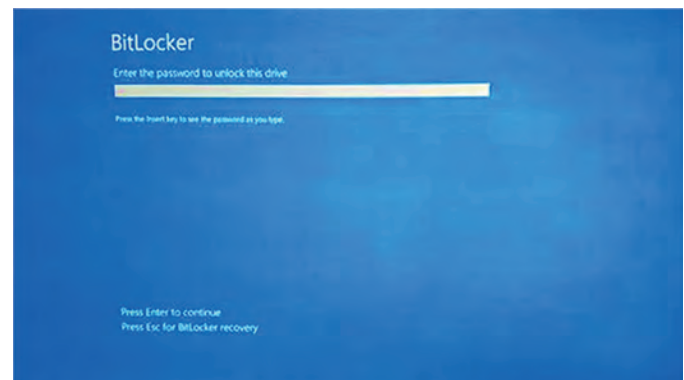 BitLocker
Enter the password to unlock this drive
Press the Insert key to see the password as you type.
Press Enter to continue
Press Esc for BitLocker recovery